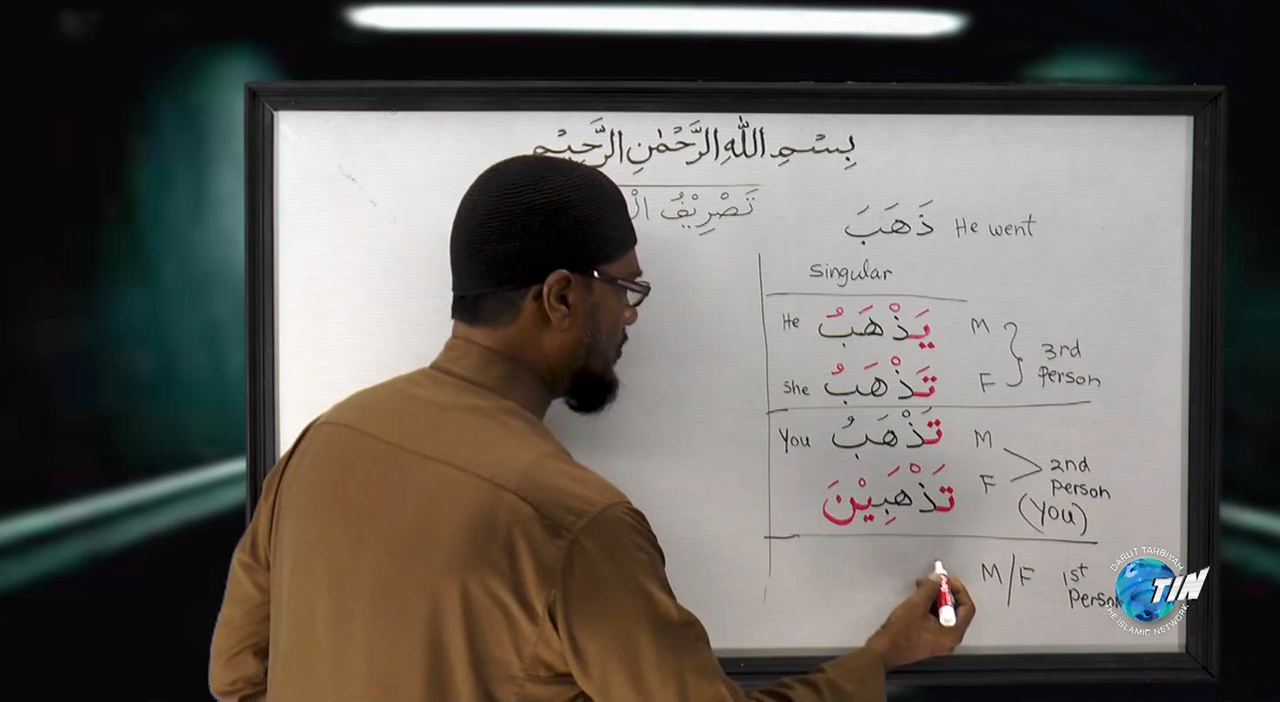 بِسْمِ اللّٰهِ الرَّحْمٰنِ الرَّحِيْمِ
تَصْرِيْفُ
ذَهَبَ He went
singular
He يَذْهَبُ M
3rd
Person
She تَذْهَبُ F
You تَذْهَبُ M
2nd
Person
تَذْهَبِيْنَ F
(You)
M/F 1st
Person
DARUT TARBIYAH
TIN
THE ISLAMIC NETWORK